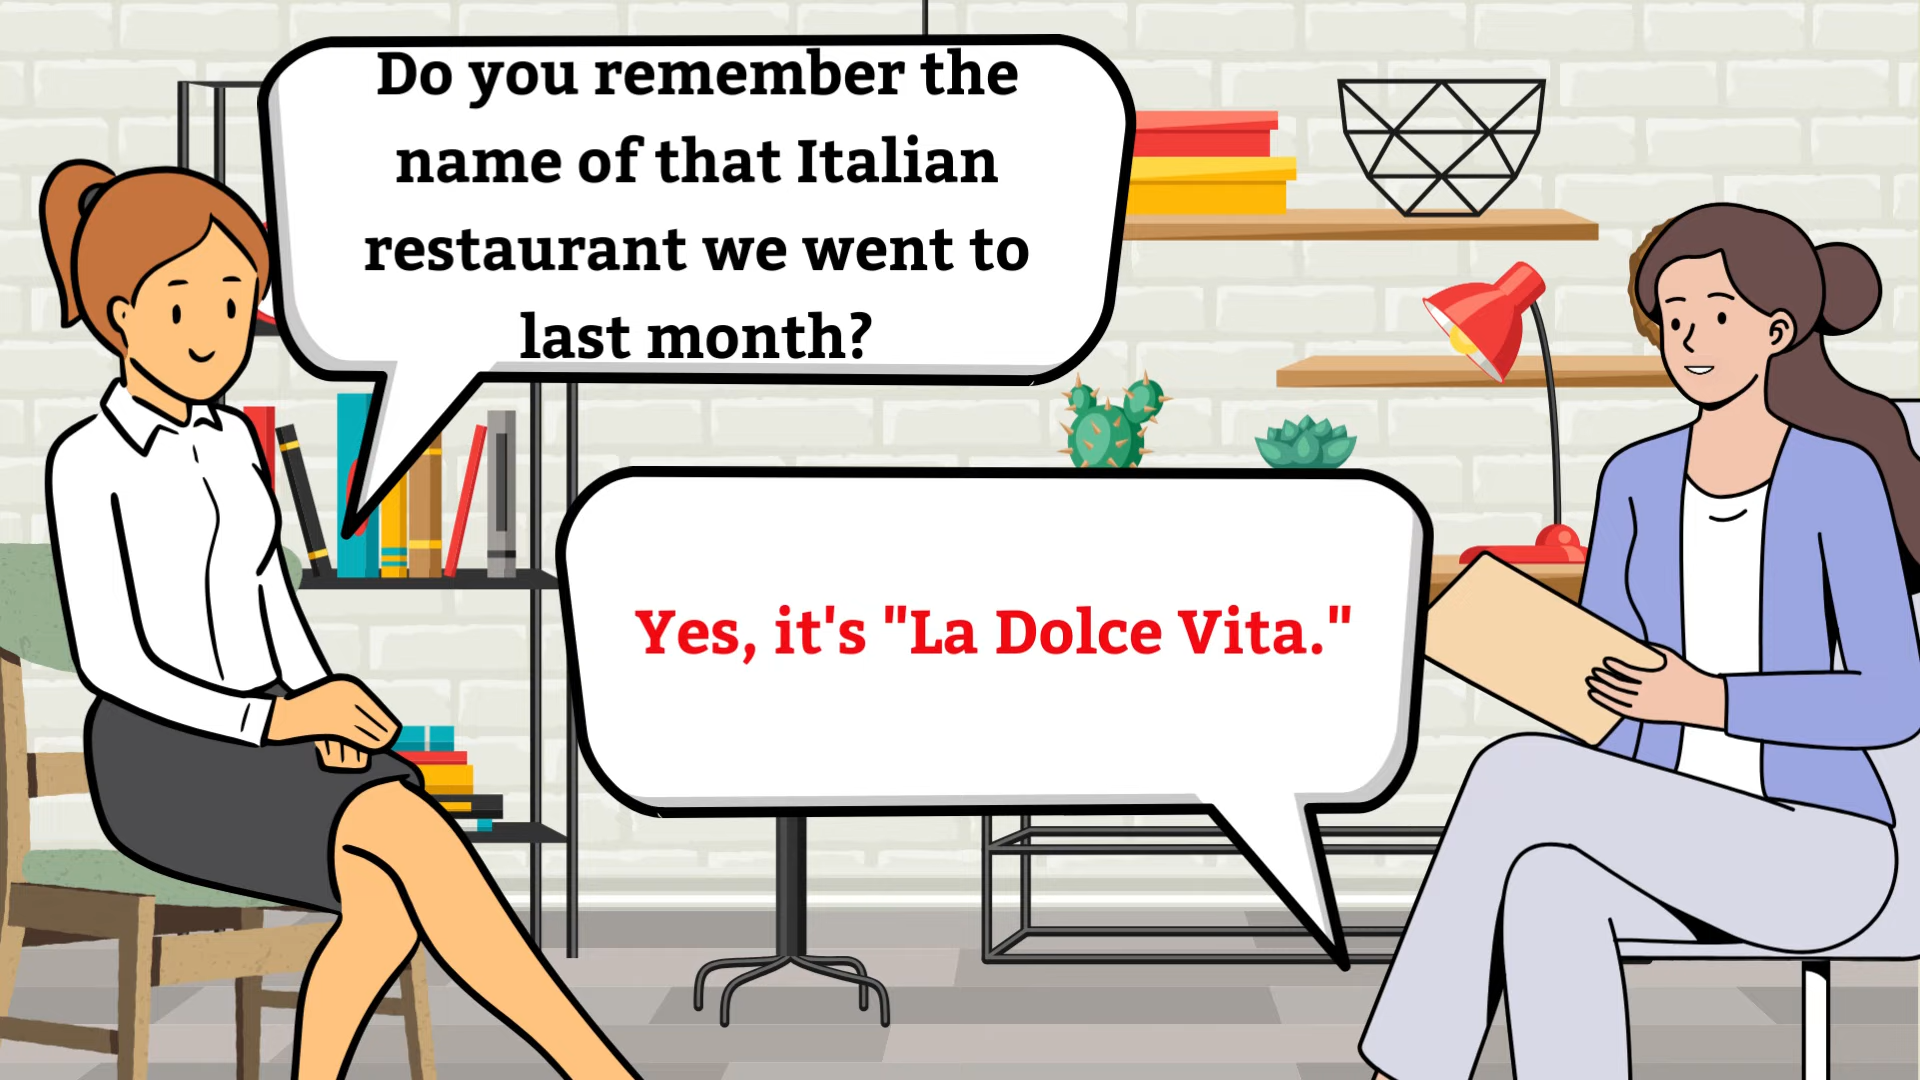 Do you remember the
name of that Italian
restaurant we went to
last month?
Yes, it's "La Dolce Vita."